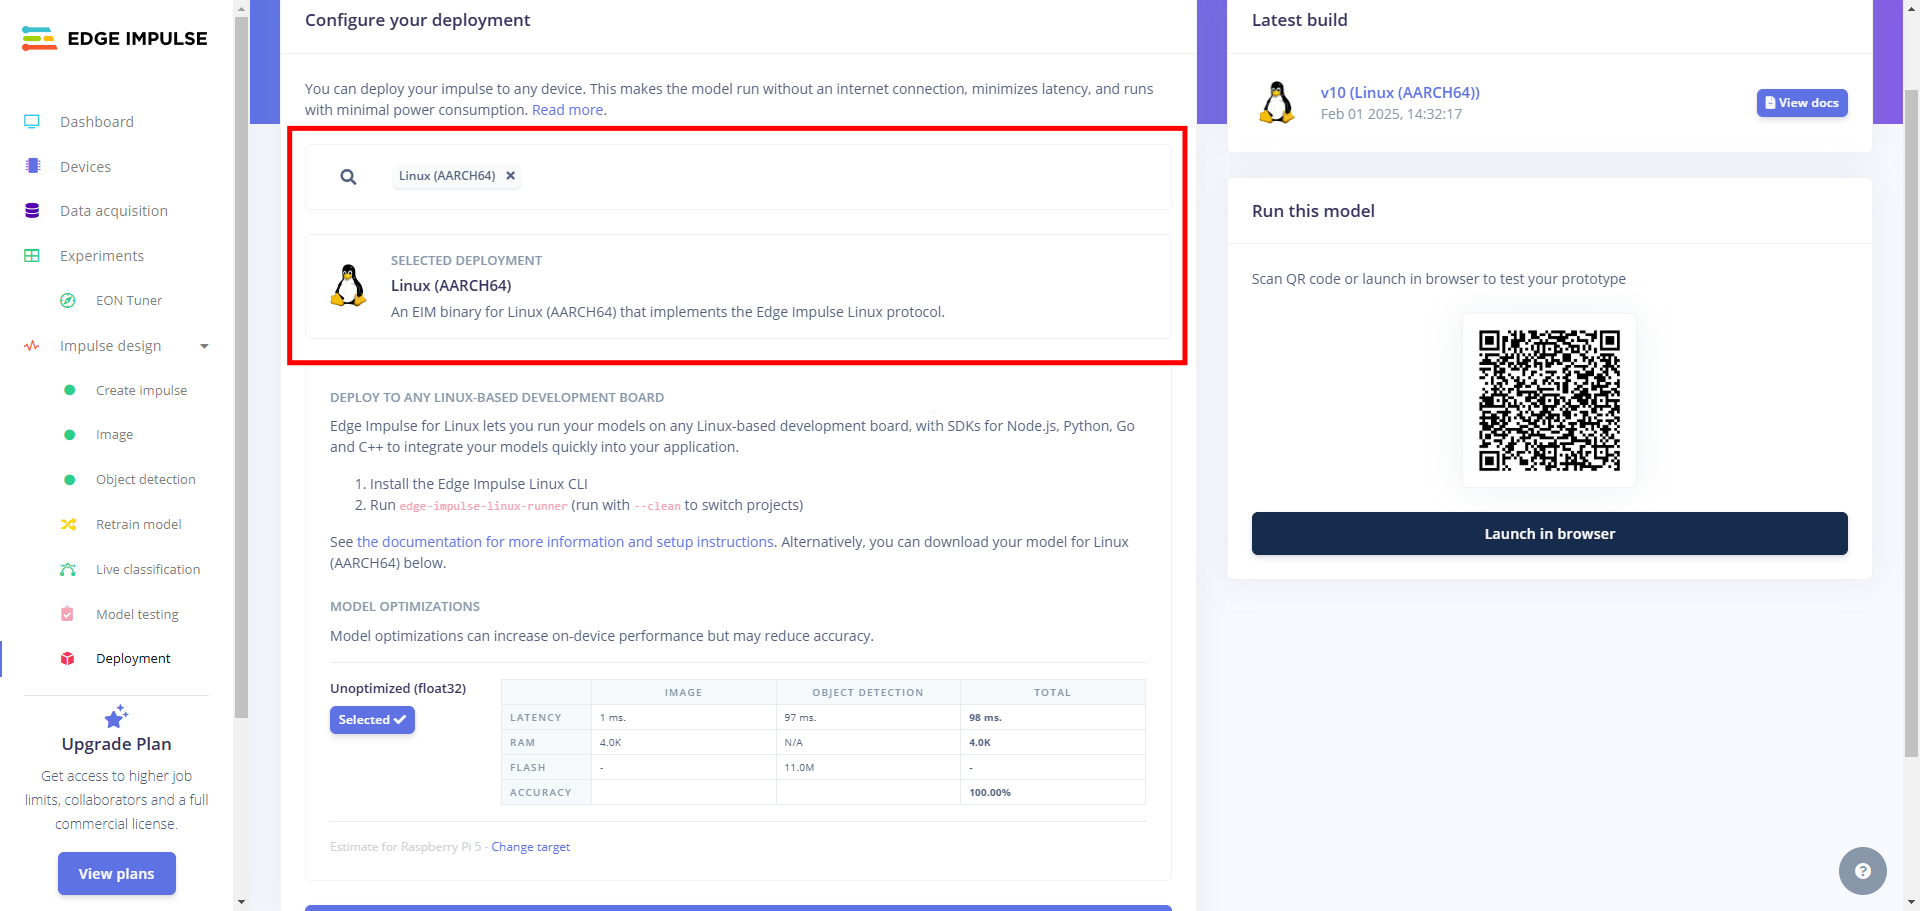 EDGE IMPULSE
Dashboard
Devices
Data acquisition
Experiments
EON Tuner
Impulse design
Create impulse
Image
Object detection
Retrain model
Live classification
Model testing
Deployment
Upgrade Plan
Get access to higher job
limits, collaborators and a full
commercial license.
View plans
Configure your deployment
You can deploy your impulse to any device. This makes the model run without an internet connection, minimizes latency, and runs
with minimal power consumption. Read more.
Linux (AARCH64) ×
SELECTED DEPLOYMENT
Linux (AARCH64)
An EIM binary for Linux (AARCH64) that implements the Edge Impulse Linux protocol.
DEPLOY TO ANY LINUX-BASED DEVELOPMENT BOARD
Edge Impulse for Linux lets you run your models on any Linux-based development board, with SDKs for Node.js, Python, Go
and C++ to integrate your models quickly into your application.
1. Install the Edge Impulse Linux CLI
2. Run edge-impulse-linux-runner (run with --clean to switch projects)
See the documentation for more information and setup instructions. Alternatively, you can download your model for Linux
(AARCH64) below.
MODEL OPTIMIZATIONS
Model optimizations can increase on-device performance but may reduce accuracy.
Unoptimized (float32)
Selected
IMAGE OBJECT DETECTION TOTAL
LATENCY 1 ms. 97 ms. 98 ms.
RAM 4.0K N/A 4.0K
FLASH - 11.0M -
ACCURACY 100.00%
Estimate for Raspberry Pi 5 - Change target
Latest build
v10 (Linux (AARCH64))
Feb 01 2025, 14:32:17
View docs
Run this model
Scan QR code or launch in browser to test your prototype
Launch in browser
?